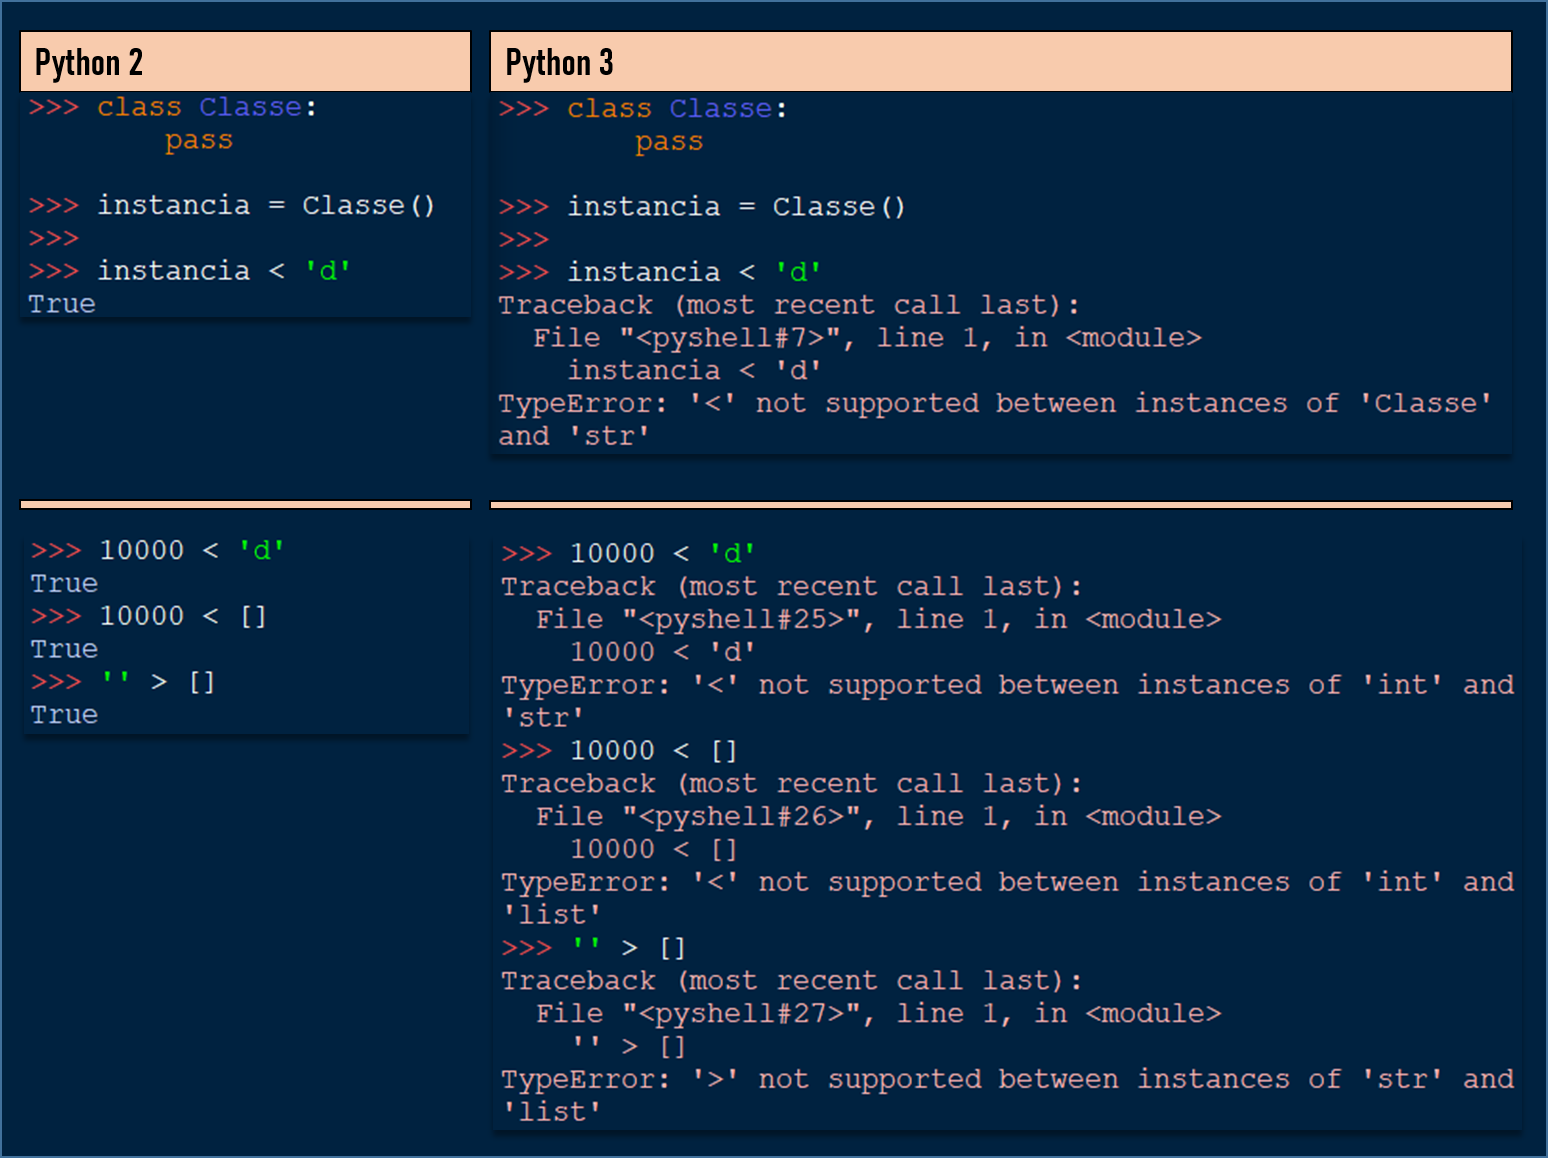 Python 2
>>> class Classe:
        pass
>>> instancia = Classe()
>>>
>>> instancia < 'd'
True
>>> 10000 < 'd'
True
>>> 10000 < []
True
>>> '' > []
True
Python 3
>>> class Classe:
        pass
>>> instancia = Classe()
>>>
>>> instancia < 'd'
Traceback (most recent call last):
  File "<pyshell#7>", line 1, in <module>
    instancia < 'd'
TypeError: '<' not supported between instances of 'Classe'
and 'str'
>>> 10000 < 'd'
Traceback (most recent call last):
  File "<pyshell#25>", line 1, in <module>
    10000 < 'd'
TypeError: '<' not supported between instances of 'int' and
'str'
>>> 10000 < []
Traceback (most recent call last):
  File "<pyshell#26>", line 1, in <module>
    10000 < []
TypeError: '<' not supported between instances of 'int' and
'list'
>>> '' > []
Traceback (most recent call last):
  File "<pyshell#27>", line 1, in <module>
    '' > []
TypeError: '>' not supported between instances of 'str' and
'list'